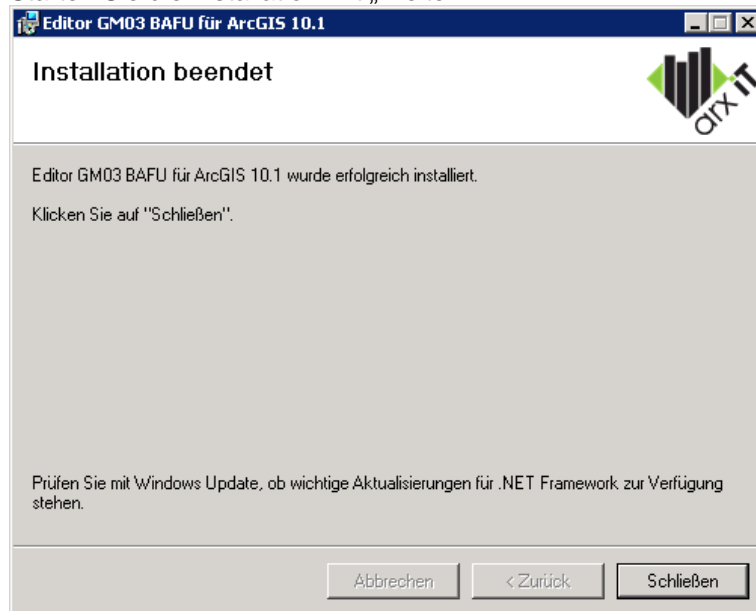 Editor GM03 BAFU für ArcGIS 10.1
Installation beendet
arx iT
Editor GM03 BAFU für ArcGIS 10.1 wurde erfolgreich installiert.
Klicken Sie auf "Schließen".
Prüfen Sie mit Windows Update, ob wichtige Aktualisierungen für .NET Framework zur Verfügung
stehen.
Abbrechen
< Zurück
Schließen